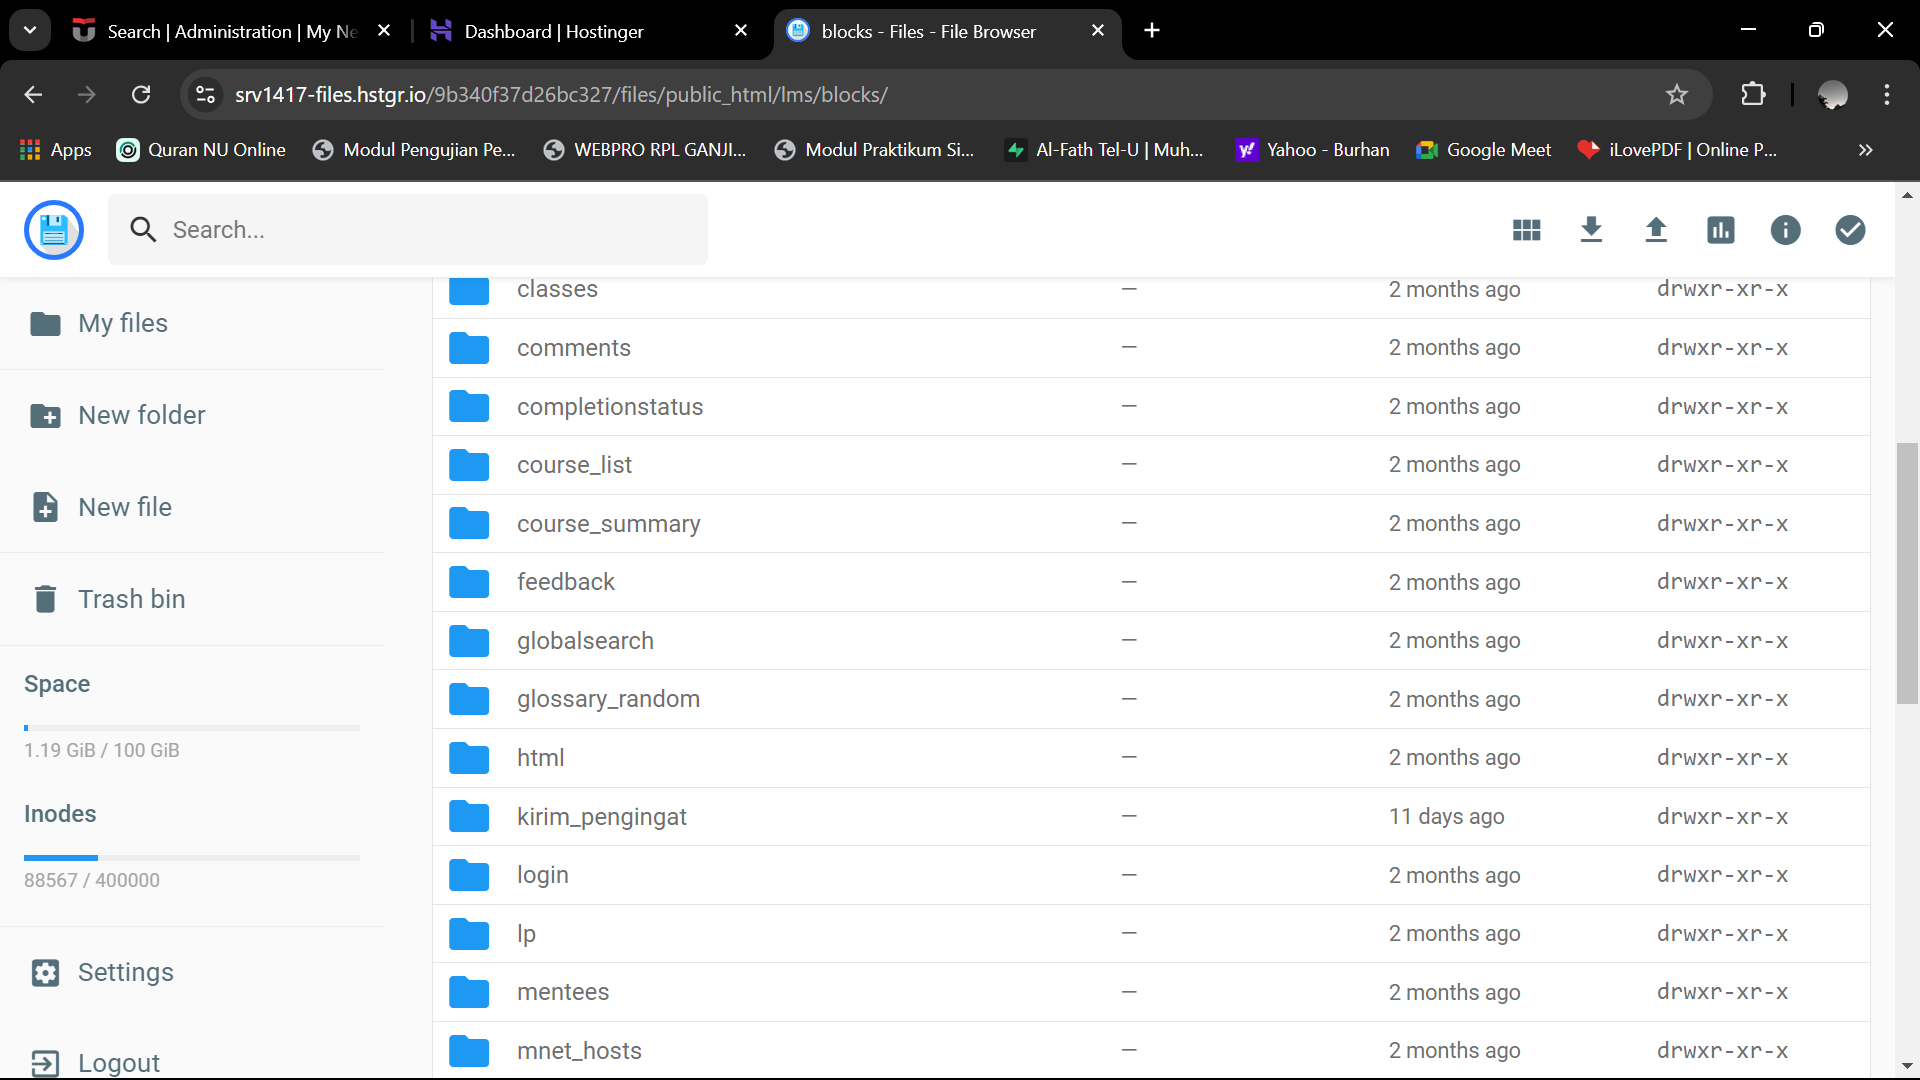 Search | Administration | My Ne
Dashboard | Hostinger
blocks - Files - File Browser
srv1417-files.hstgr.io/9b340f37d26bc327/files/public_html/lms/blocks/
Apps
Quran NU Online
Modul Pengujian Pe...
WEBPRO RPL GANJI...
Modul Praktikum Si...
Al-Fath Tel-U | Muh...
Yahoo - Burhan
Google Meet
iLovePDF | Online P...
Search...
My files
New folder
New file
Trash bin
Space
1.19 GiB / 100 GiB
Inodes
88567 / 400000
Settings
Logout
classes — 2 months ago drwxr-xr-x
comments — 2 months ago drwxr-xr-x
completionstatus — 2 months ago drwxr-xr-x
course_list — 2 months ago drwxr-xr-x
course_summary — 2 months ago drwxr-xr-x
feedback — 2 months ago drwxr-xr-x
globalsearch — 2 months ago drwxr-xr-x
glossary_random — 2 months ago drwxr-xr-x
html — 2 months ago drwxr-xr-x
kirim_pengingat — 11 days ago drwxr-xr-x
login — 2 months ago drwxr-xr-x
lp — 2 months ago drwxr-xr-x
mentees — 2 months ago drwxr-xr-x
mnet_hosts — 2 months ago drwxr-xr-x